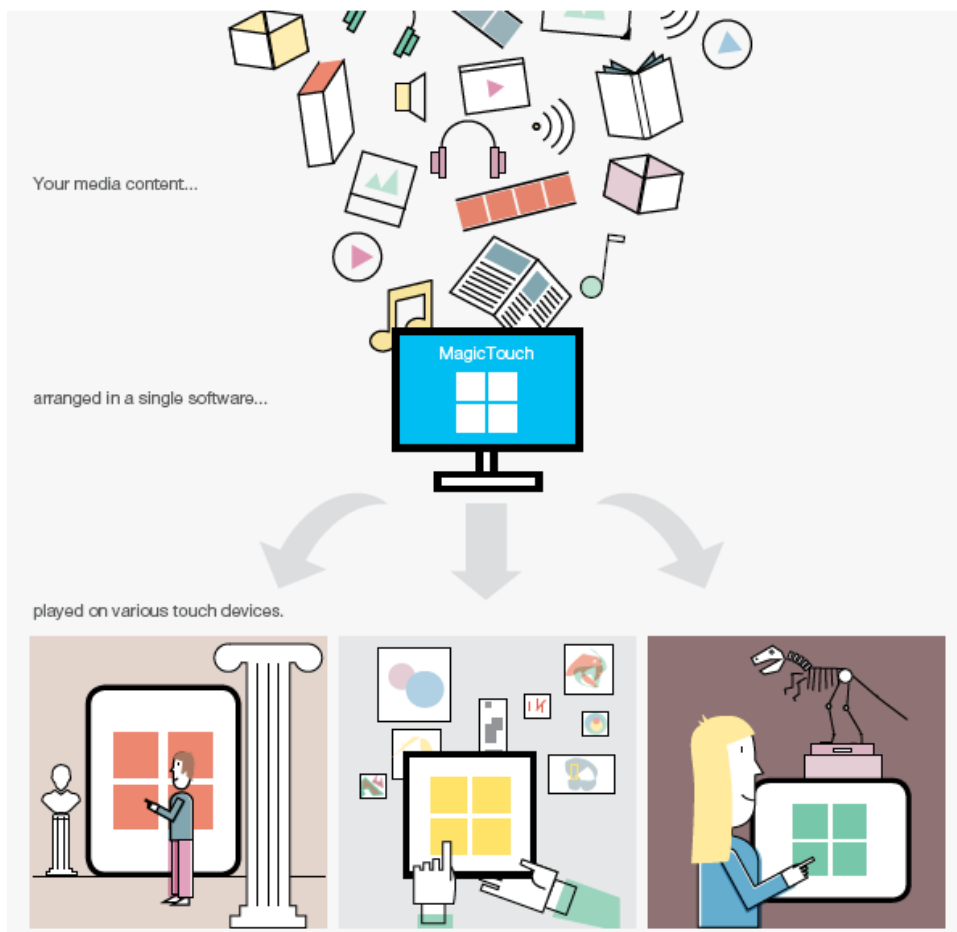 Your media content...
MagicTouch
arranged in a single software...
played on various touch devices.